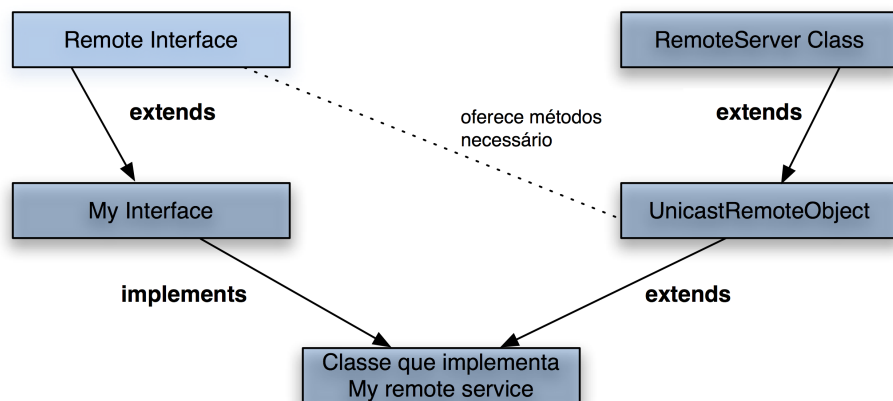 Remote Interface
RemoteServer Class
extends
oferece métodos
necessário
extends
My Interface
UnicastRemoteObject
implements
extends
Classe que implementa
My remote service